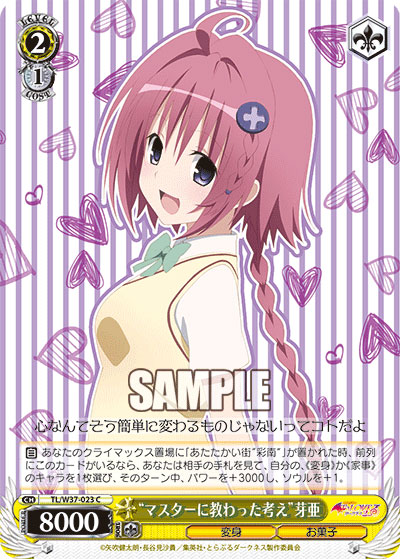 LEVEL
2
1
COST
SAMPLE
心なんてそう簡単に変わるものじゃないってコトだよ
自 あなたのクライマックス置場に「あたたかい街“彩南”」が置かれた時、前列
にこのカードがいるなら、あなたは相手の手札を見て、自分の、《変身》か《家事》
のキャラを1枚選び、そのターン中、パワーを+3000し、ソウルを+1。
CH TL/W37-023 C
“マスターに教わった考え”芽亜
8000
変身
お菓子
©矢吹健太朗・長谷見沙貴/集英社・とらぶるダークネス製作委員会